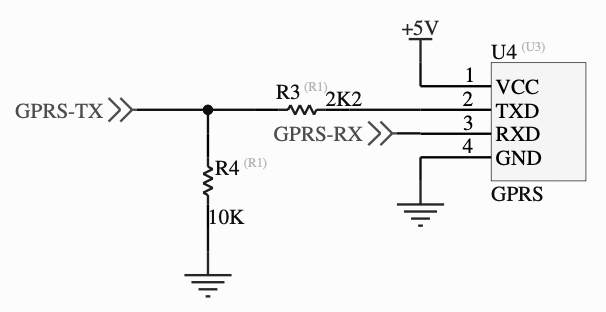 +5V
U4 (U3)
1 VCC
R3 (R1) 2K2 2 TXD
GPRS-TX
GPRS-RX 3 RXD
4 GND
R4 (R1)
GPRS
10K